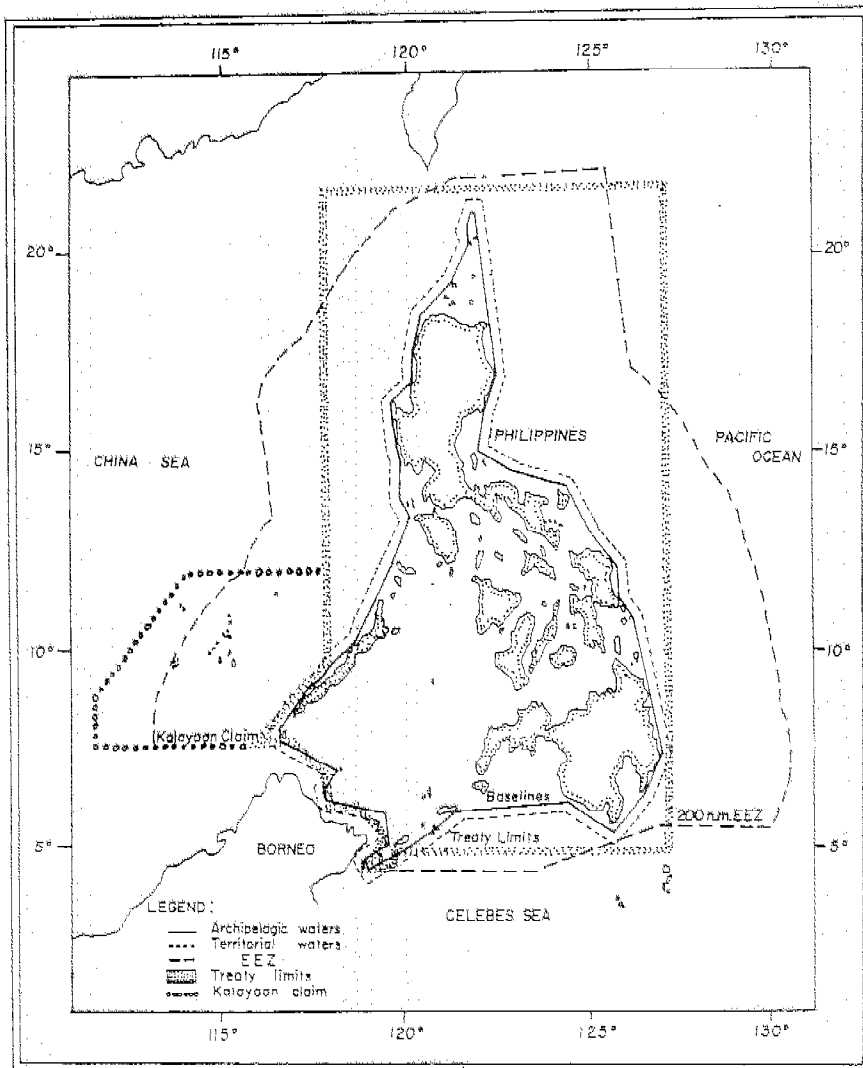 115° 120° 125° 130°
20° 20°
PHILIPPINES
PACIFIC
OCEAN
15° 15°
CHINA SEA
10° 10°
(Kalayaan Claim)
Baselines
200 n.m. EEZ
Treaty Limits
5° 5°
BORNEO
CELEBES SEA
LEGEND:
Archipelagic waters
Territorial waters
EEZ
Treaty limits
Kalayaan claim
115° 120° 125° 130°